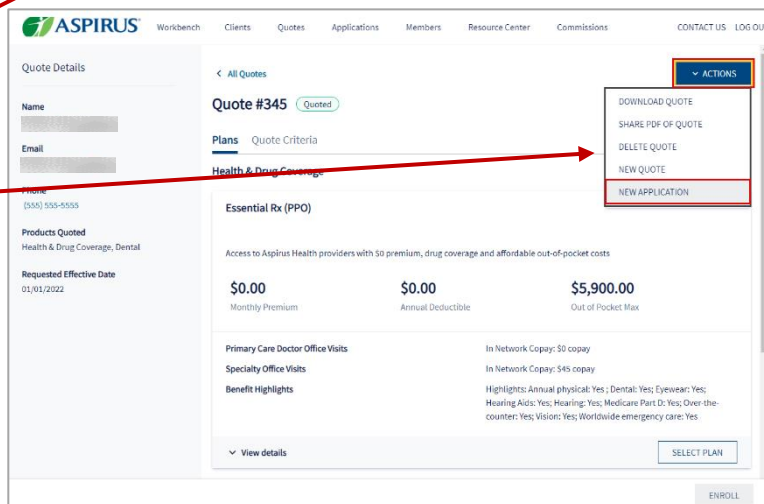 ASPIRUS Workbench Clients Quotes Applications Members Resource Center Commissions CONTACT US LOG OU
Quote Details
Name
Email
Phone
(555) 555-5555
Products Quoted
Health & Drug Coverage, Dental
Requested Effective Date
01/01/2022
< All Quotes
ACTIONS
DOWNLOAD QUOTE
SHARE PDF OF QUOTE
DELETE QUOTE
NEW QUOTE
NEW APPLICATION
Quote #345 Quoted
Plans Quote Criteria
Health & Drug Coverage
Essential Rx (PPO)
Access to Aspirus Health providers with $0 premium, drug coverage and affordable out-of-pocket costs
$0.00 $0.00 $5,900.00
Monthly Premium Annual Deductible Out of Pocket Max
Primary Care Doctor Office Visits In Network Copay: $0 copay
Specialty Office Visits In Network Copay: $45 copay
Benefit Highlights Highlights: Annual physical: Yes ; Dental: Yes; Eyewear: Yes;
Hearing Aids: Yes; Hearing: Yes; Medicare Part D: Yes; Over-the-
counter: Yes; Vision: Yes; Worldwide emergency care: Yes
View details SELECT PLAN
ENROLL